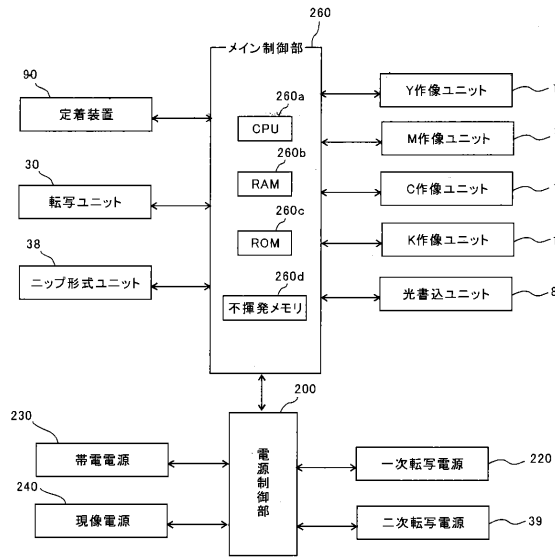 260
メイン制御部
90
定着装置
260a
CPU
Y作像ユニット
1
M作像ユニット
1
30
転写ユニット
260b
RAM
C作像ユニット
1
260c
ROM
K作像ユニット
1
38
ニップ形式ユニット
260d
不揮発メモリ
光書込ユニット
8
200
電源制御部
230
帯電電源
一次転写電源
220
240
現像電源
二次転写電源
39